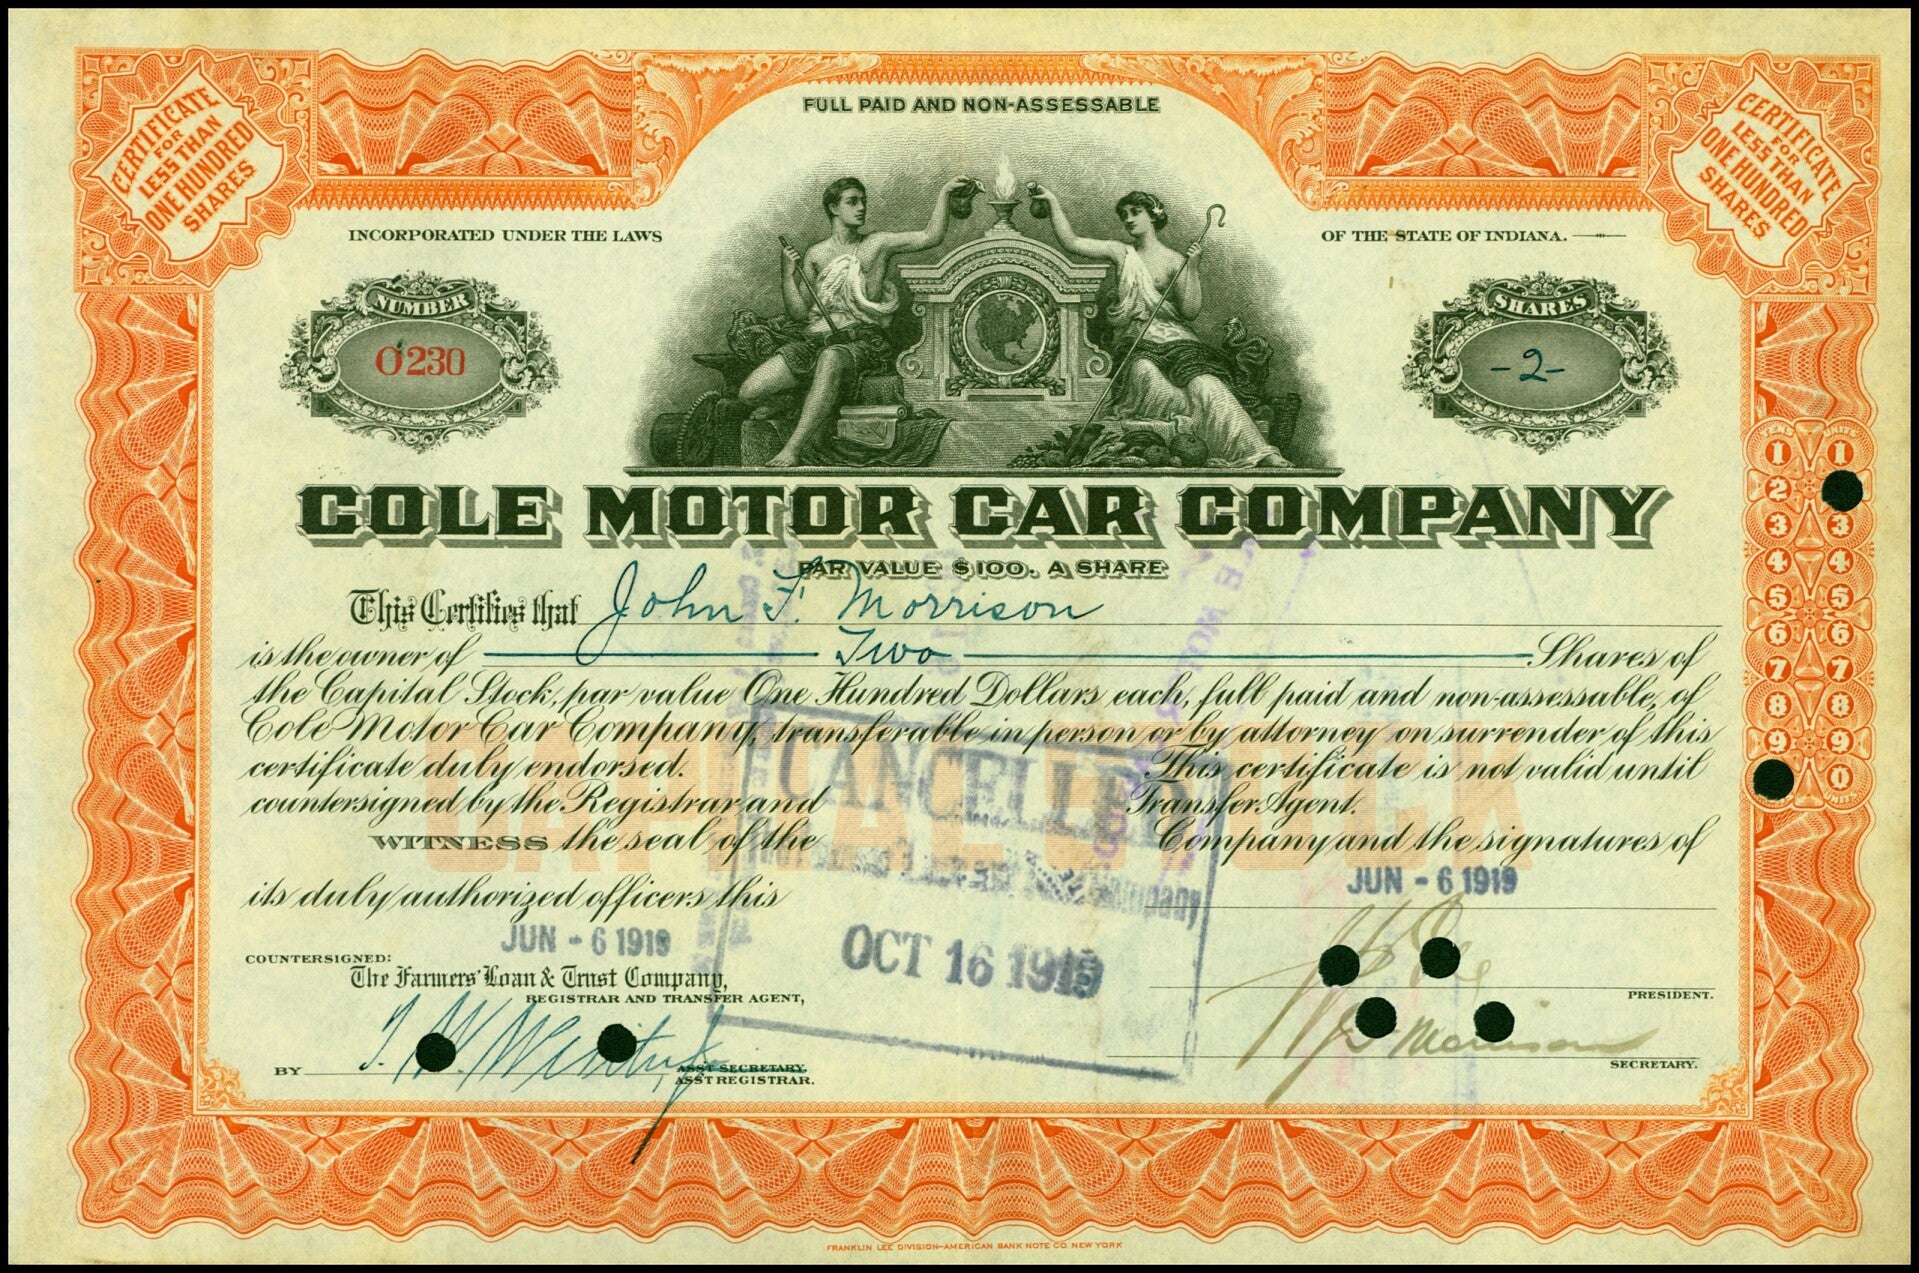 FULL PAID AND NON-ASSESSABLE
CERTIFICATE
FOR
LESS THAN
ONE HUNDRED
SHARES
CERTIFICATE
FOR
LESS THAN
ONE HUNDRED
SHARES
INCORPORATED UNDER THE LAWS
OF THE STATE OF INDIANA.
NUMBER
O230
SHARES
-2-
COLE MOTOR CAR COMPANY
PAR VALUE $100. A SHARE
This Certifies that John F. Morrison
is the owner of Two Shares of
the Capital Stock, par value One Hundred Dollars each, full paid and non-assessable, of
Cole Motor Car Company, transferable in person or by attorney on surrender of this
certificate duly endorsed. This certificate is not valid until
countersigned by the Registrar and Transfer Agent.
WITNESS the seal of the Company and the signatures of
its duly authorized officers this JUN - 6 1919
CAPITAL STOCK
CANCELLED
Company
OCT 16 1919
JUN - 6 1919
COUNTERSIGNED:
The Farmers' Loan & Trust Company,
REGISTRAR AND TRANSFER AGENT,
BY
ASST SECRETARY.
ASST REGISTRAR.
PRESIDENT.
SECRETARY.
TENS UNITS
1 1
2
3 3
4 4
5 5
6 6
7 7
8 8
9 9
0
UNITS
FRANKLIN LEE DIVISION-AMERICAN BANK NOTE CO. NEW YORK